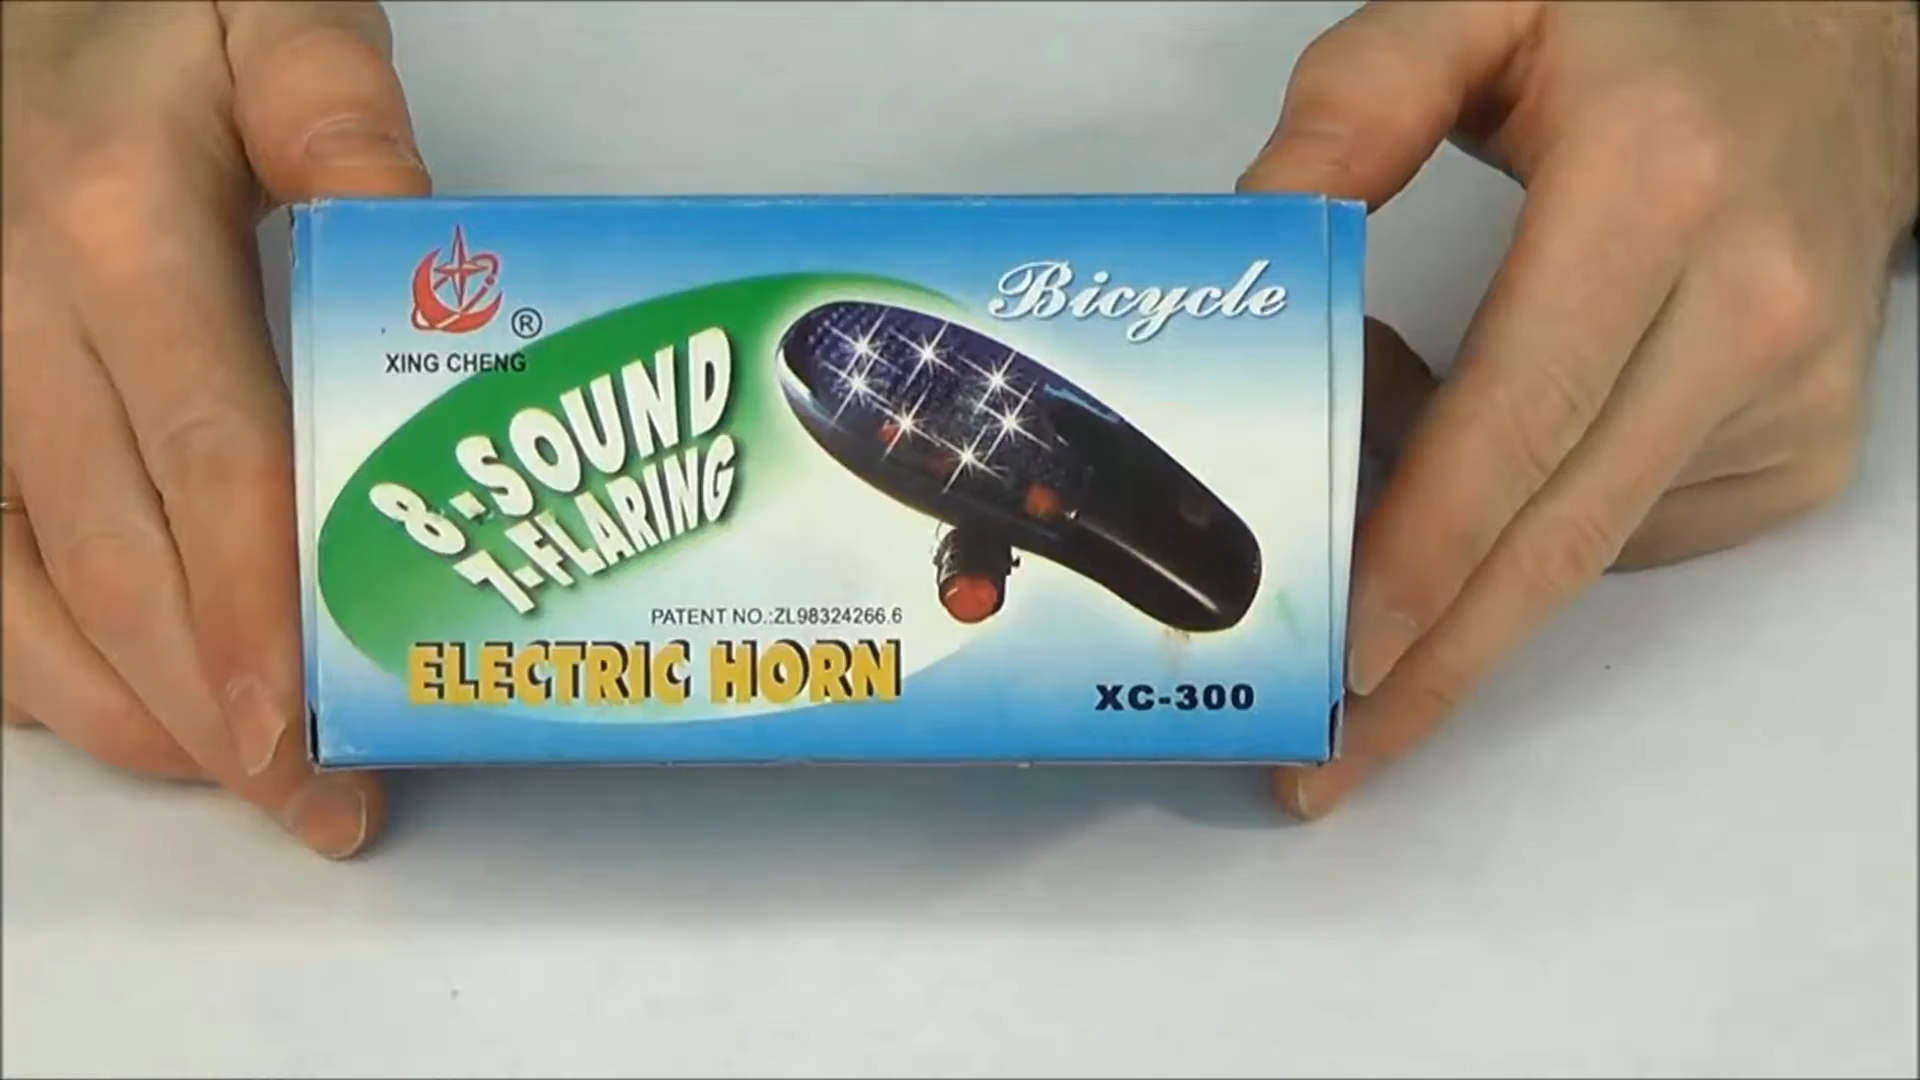 XING CHENG
®
Bicycle
8-SOUND
7-FLARING
PATENT NO.:ZL98324266.6
ELECTRIC HORN
XC-300